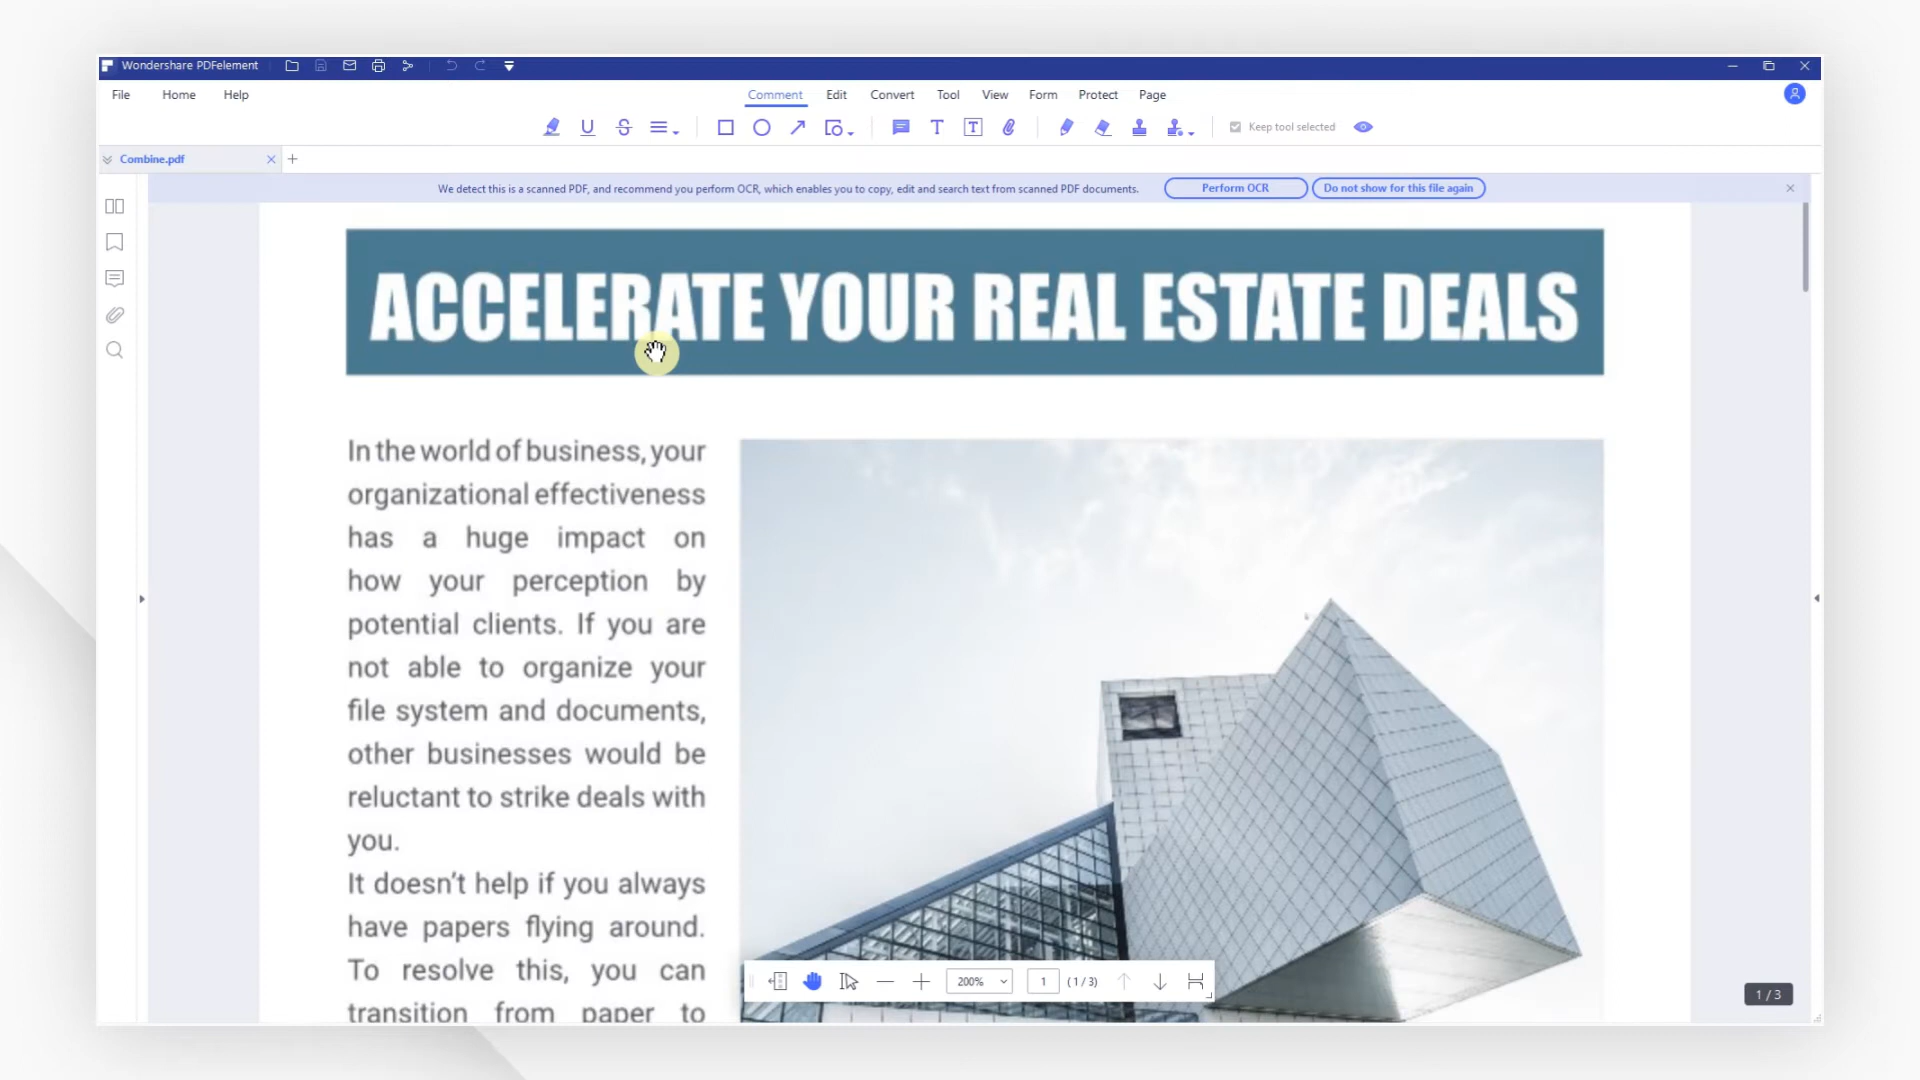 Wondershare PDFelement
File Home Help Comment Edit Convert Tool View Form Protect Page
Keep tool selected
Combine.pdf
We detect this is a scanned PDF, and recommend you perform OCR, which enables you to copy, edit and search text from scanned PDF documents. Perform OCR Do not show for this file again
ACCELERATE YOUR REAL ESTATE DEALS
In the world of business, your
organizational effectiveness
has a huge impact on
how your perception by
potential clients. If you are
not able to organize your
file system and documents,
other businesses would be
reluctant to strike deals with
you.
It doesn't help if you always
have papers flying around.
To resolve this, you can
transition from paper to
200% 1 (1/3)
1 / 3